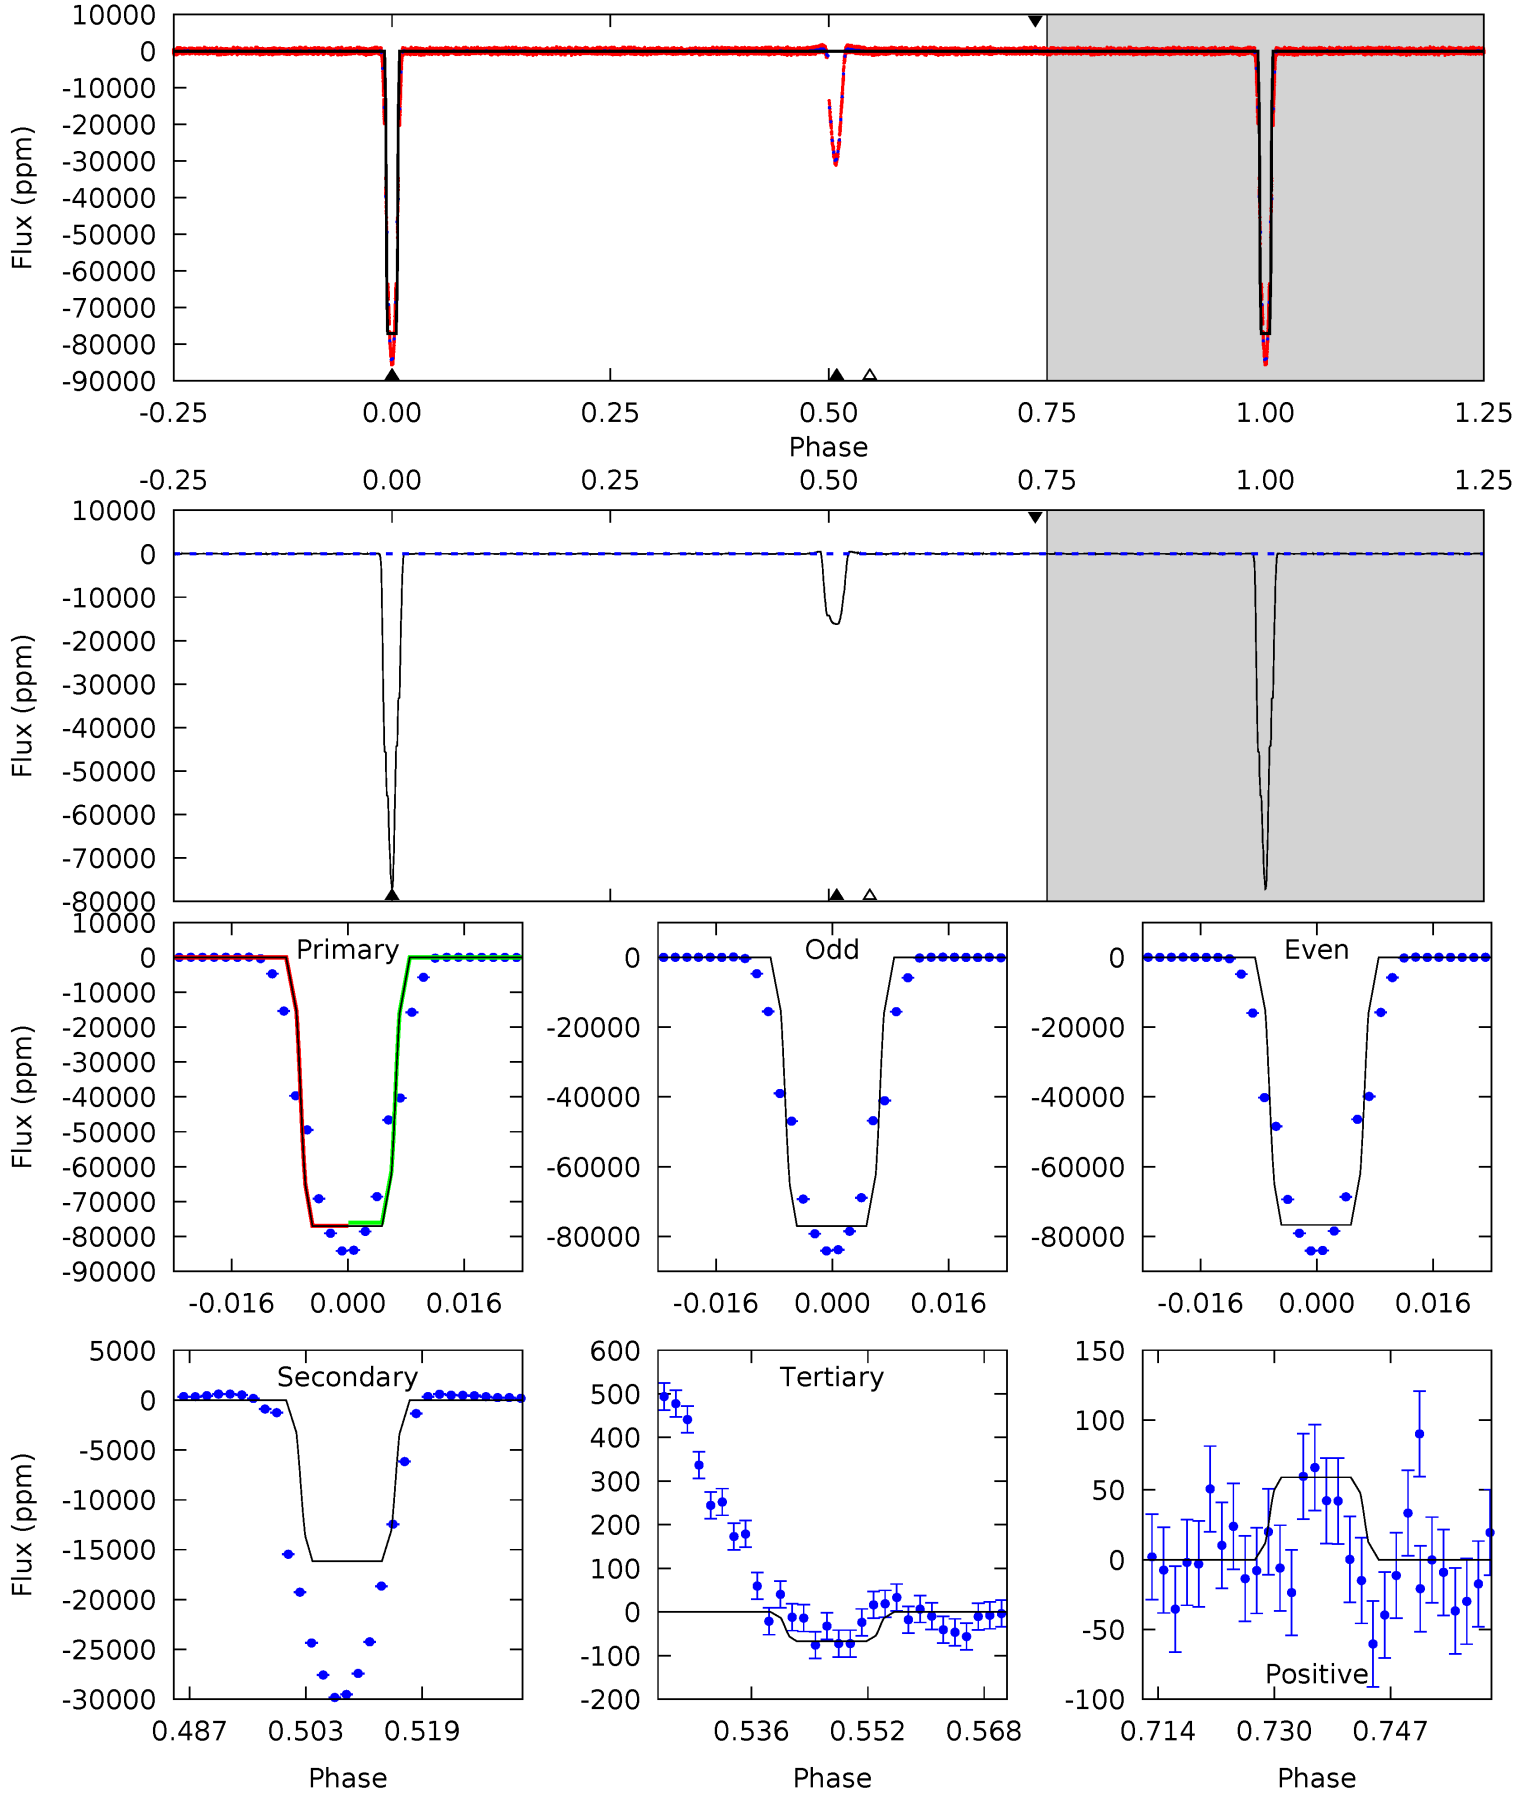 10000
0
-10000
-20000
-30000
-40000
-50000
-60000
-70000
-80000
-90000
Flux (ppm)
-0.25 0.00 0.25 0.50 0.75 1.00 1.25
Phase
-0.25 0.00 0.25 0.50 0.75 1.00 1.25
10000
0
-10000
-20000
-30000
-40000
-50000
-60000
-70000
-80000
Flux (ppm)
10000
0
-10000
-20000
-30000
-40000
-50000
-60000
-70000
-80000
-90000
Flux (ppm)
Primary
-0.016 0.000 0.016
0
-20000
-40000
-60000
-80000
Odd
-0.016 0.000 0.016
0
-20000
-40000
-60000
-80000
Even
-0.016 0.000 0.016
5000
0
-5000
-10000
-15000
-20000
-25000
-30000
Flux (ppm)
Secondary
0.487 0.503 0.519
Phase
600
500
400
300
200
100
0
-100
-200
Tertiary
0.536 0.552 0.568
Phase
150
100
50
0
-50
-100
Positive
0.714 0.730 0.747
Phase